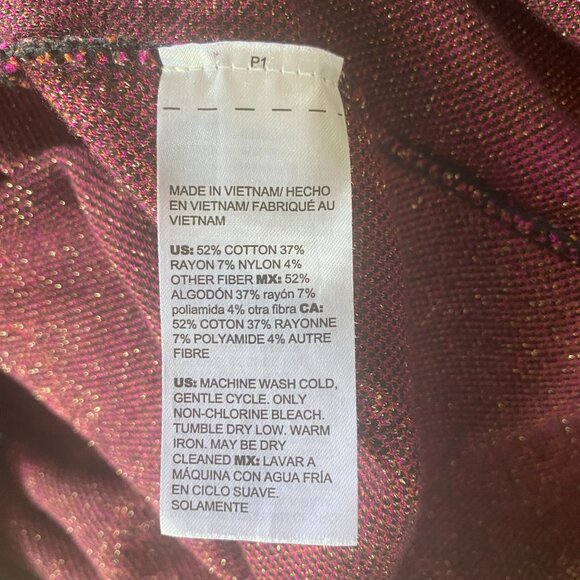 P1
MADE IN VIETNAM/ HECHO
EN VIETNAM/ FABRIQUÉ AU
VIETNAM
US: 52% COTTON 37%
RAYON 7% NYLON 4%
OTHER FIBER MX: 52%
ALGODÓN 37% rayón 7%
poliamida 4% otra fibra CA:
52% COTON 37% RAYONNE
7% POLYAMIDE 4% AUTRE
FIBRE
US: MACHINE WASH COLD,
GENTLE CYCLE. ONLY
NON-CHLORINE BLEACH.
TUMBLE DRY LOW. WARM
IRON. MAY BE DRY
CLEANED MX: LAVAR A
MÁQUINA CON AGUA FRÍA
EN CICLO SUAVE.
SOLAMENTE